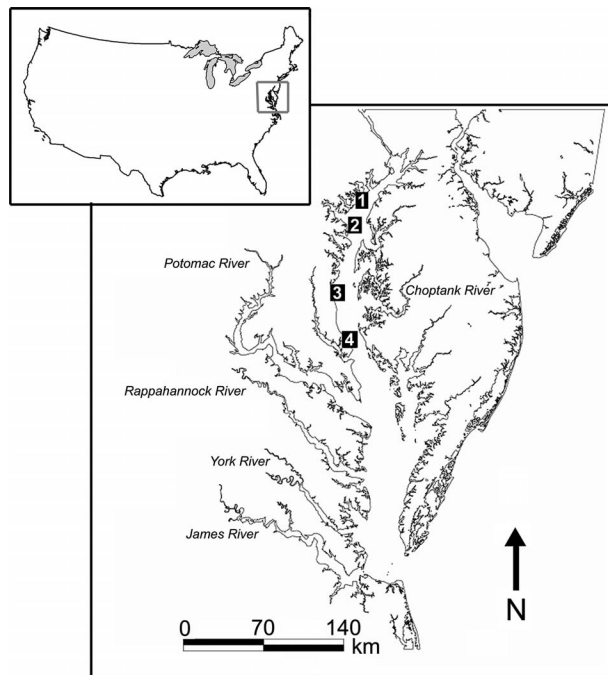 1
2
Potomac River
3
Choptank River
4
Rappahannock River
York River
James River
N
0 70 140
km